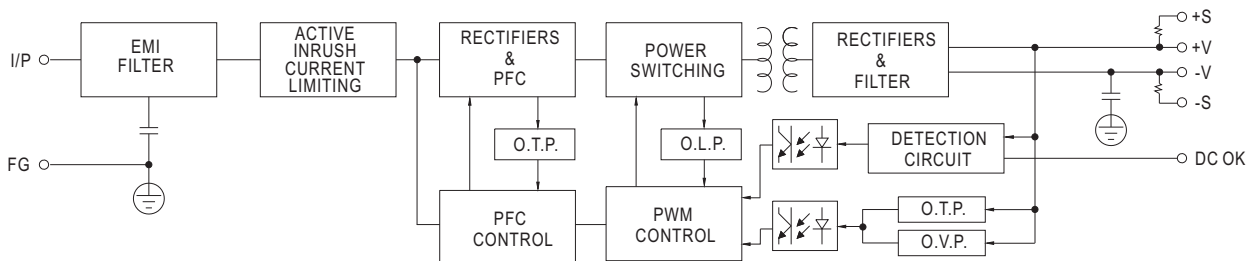 I/P
EMI
FILTER
ACTIVE
INRUSH
CURRENT
LIMITING
RECTIFIERS
&
PFC
POWER
SWITCHING
RECTIFIERS
&
FILTER
+S
+V
-V
-S
FG
O.T.P.
O.L.P.
DETECTION
CIRCUIT
DC OK
PFC
CONTROL
PWM
CONTROL
O.T.P.
O.V.P.